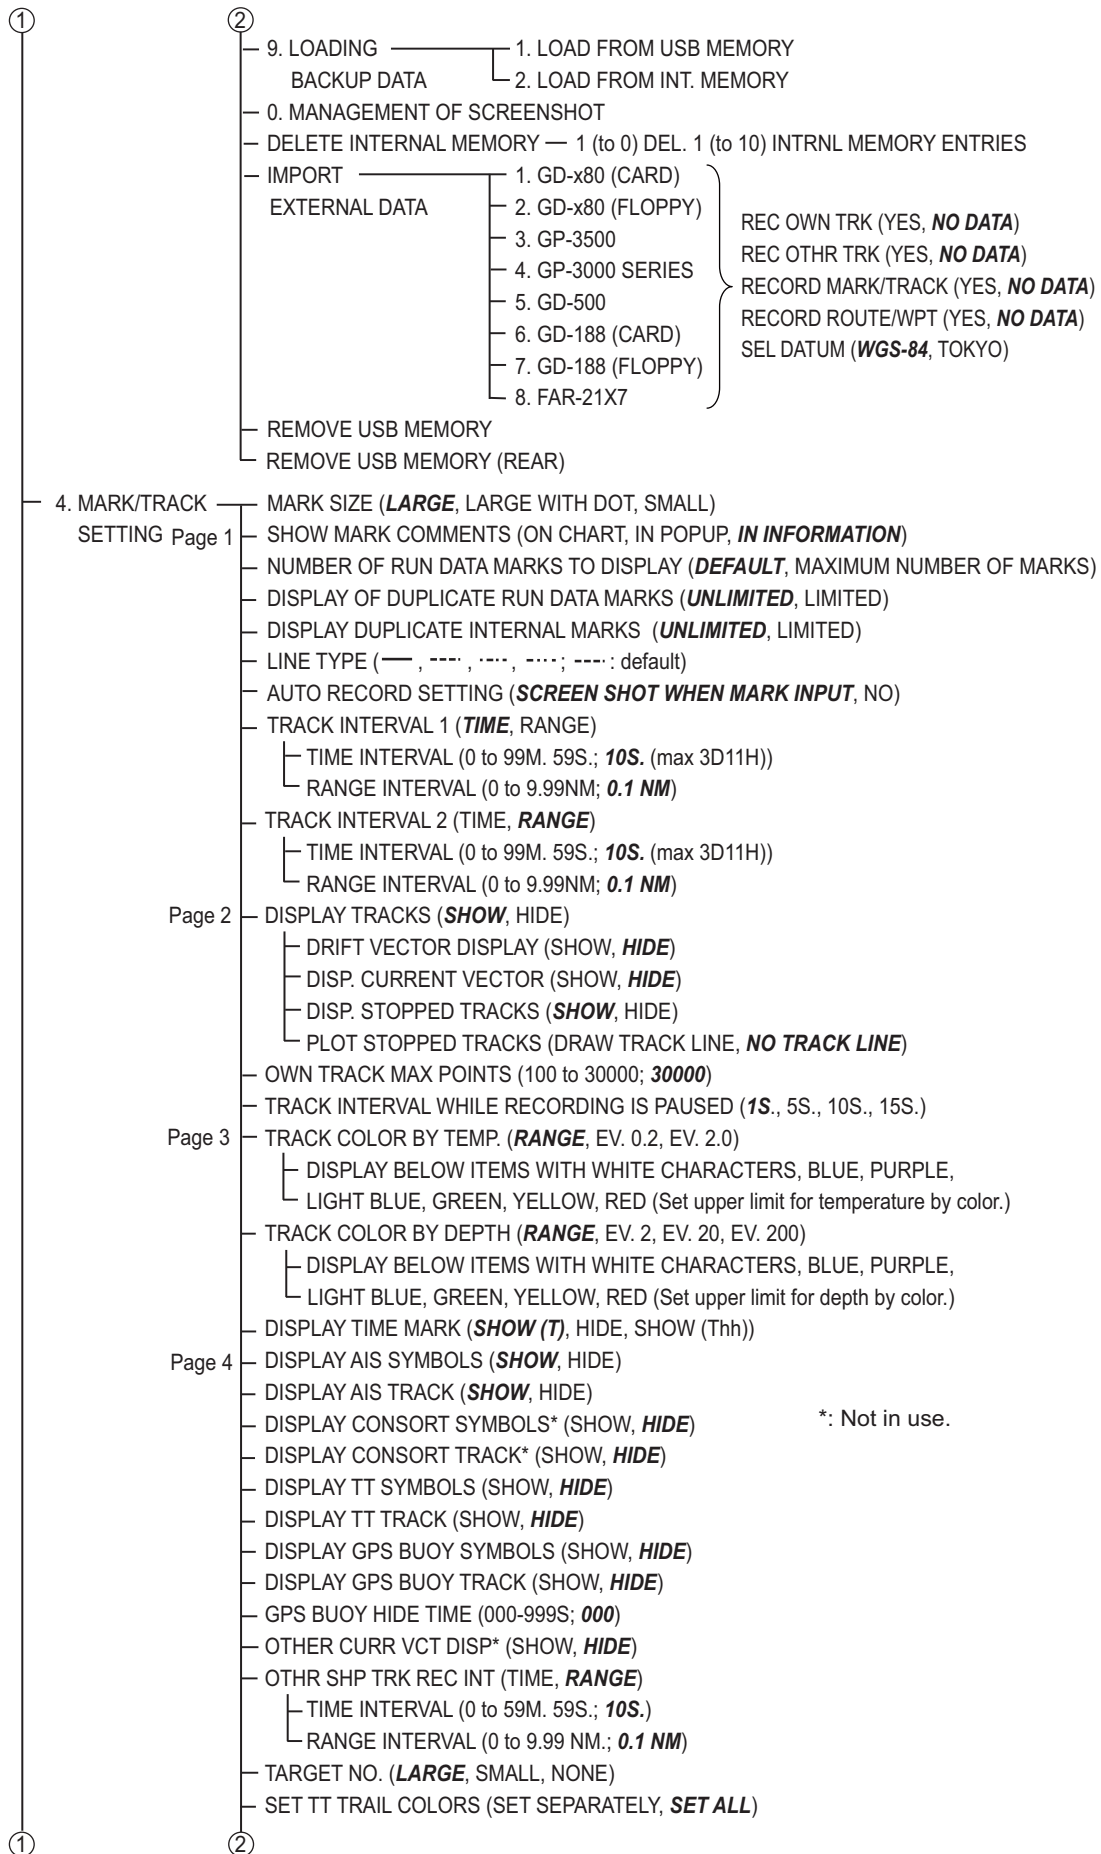 1 2
9. LOADING 1. LOAD FROM USB MEMORY
BACKUP DATA 2. LOAD FROM INT. MEMORY
0. MANAGEMENT OF SCREENSHOT
DELETE INTERNAL MEMORY 1 (to 0) DEL. 1 (to 10) INTRNL MEMORY ENTRIES
IMPORT 1. GD-x80 (CARD)
EXTERNAL DATA 2. GD-x80 (FLOPPY)
3. GP-3500
4. GP-3000 SERIES
5. GD-500
6. GD-188 (CARD)
7. GD-188 (FLOPPY)
8. FAR-21X7
REC OWN TRK (YES, NO DATA)
REC OTHR TRK (YES, NO DATA)
RECORD MARK/TRACK (YES, NO DATA)
RECORD ROUTE/WPT (YES, NO DATA)
SEL DATUM (WGS-84, TOKYO)
REMOVE USB MEMORY
REMOVE USB MEMORY (REAR)
4. MARK/TRACK MARK SIZE (LARGE, LARGE WITH DOT, SMALL)
SETTING Page 1 SHOW MARK COMMENTS (ON CHART, IN POPUP, IN INFORMATION)
NUMBER OF RUN DATA MARKS TO DISPLAY (DEFAULT, MAXIMUM NUMBER OF MARKS)
DISPLAY OF DUPLICATE RUN DATA MARKS (UNLIMITED, LIMITED)
DISPLAY DUPLICATE INTERNAL MARKS (UNLIMITED, LIMITED)
LINE TYPE ( , , , ; : default)
AUTO RECORD SETTING (SCREEN SHOT WHEN MARK INPUT, NO)
TRACK INTERVAL 1 (TIME, RANGE)
TIME INTERVAL (0 to 99M. 59S.; 10S. (max 3D11H))
RANGE INTERVAL (0 to 9.99NM; 0.1 NM)
TRACK INTERVAL 2 (TIME, RANGE)
TIME INTERVAL (0 to 99M. 59S.; 10S. (max 3D11H))
RANGE INTERVAL (0 to 9.99NM; 0.1 NM)
Page 2 DISPLAY TRACKS (SHOW, HIDE)
DRIFT VECTOR DISPLAY (SHOW, HIDE)
DISP. CURRENT VECTOR (SHOW, HIDE)
DISP. STOPPED TRACKS (SHOW, HIDE)
PLOT STOPPED TRACKS (DRAW TRACK LINE, NO TRACK LINE)
OWN TRACK MAX POINTS (100 to 30000; 30000)
TRACK INTERVAL WHILE RECORDING IS PAUSED (1S., 5S., 10S., 15S.)
Page 3 TRACK COLOR BY TEMP. (RANGE, EV. 0.2, EV. 2.0)
DISPLAY BELOW ITEMS WITH WHITE CHARACTERS, BLUE, PURPLE,
LIGHT BLUE, GREEN, YELLOW, RED (Set upper limit for temperature by color.)
TRACK COLOR BY DEPTH (RANGE, EV. 2, EV. 20, EV. 200)
DISPLAY BELOW ITEMS WITH WHITE CHARACTERS, BLUE, PURPLE,
LIGHT BLUE, GREEN, YELLOW, RED (Set upper limit for depth by color.)
DISPLAY TIME MARK (SHOW (T), HIDE, SHOW (Thh))
Page 4 DISPLAY AIS SYMBOLS (SHOW, HIDE)
DISPLAY AIS TRACK (SHOW, HIDE)
DISPLAY CONSORT SYMBOLS* (SHOW, HIDE) *: Not in use.
DISPLAY CONSORT TRACK* (SHOW, HIDE)
DISPLAY TT SYMBOLS (SHOW, HIDE)
DISPLAY TT TRACK (SHOW, HIDE)
DISPLAY GPS BUOY SYMBOLS (SHOW, HIDE)
DISPLAY GPS BUOY TRACK (SHOW, HIDE)
GPS BUOY HIDE TIME (000-999S; 000)
OTHER CURR VCT DISP* (SHOW, HIDE)
OTHR SHP TRK REC INT (TIME, RANGE)
TIME INTERVAL (0 to 59M. 59S.; 10S.)
RANGE INTERVAL (0 to 9.99 NM.; 0.1 NM)
TARGET NO. (LARGE, SMALL, NONE)
SET TT TRAIL COLORS (SET SEPARATELY, SET ALL)
1 2